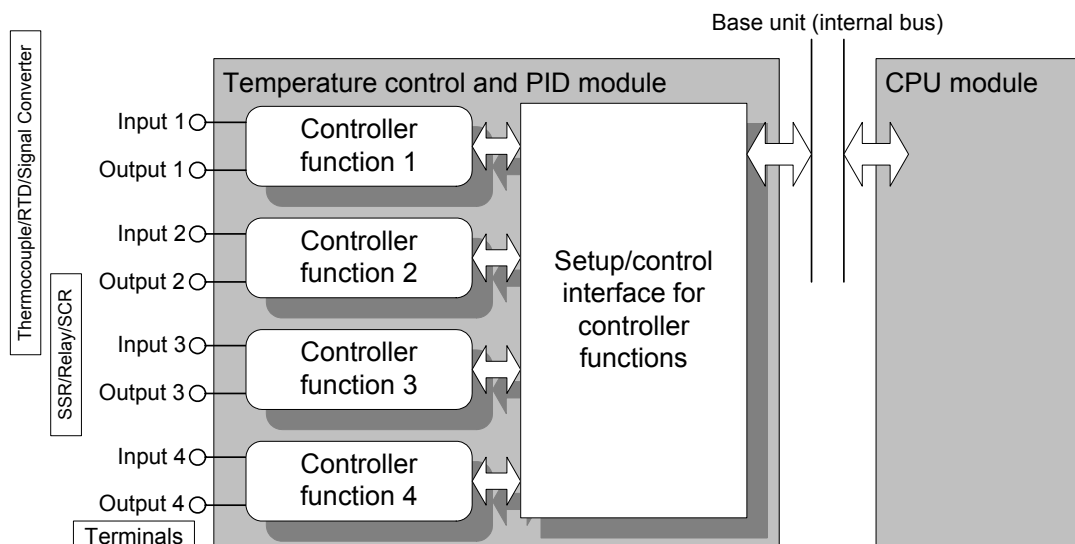 Base unit (internal bus)
Temperature control and PID module
CPU module
Thermocouple/RTD/Signal Converter
SSR/Relay/SCR
Input 1
Output 1
Controller
function 1
Input 2
Output 2
Controller
function 2
Input 3
Output 3
Controller
function 3
Input 4
Output 4
Controller
function 4
Setup/control
interface for
controller
functions
Terminals